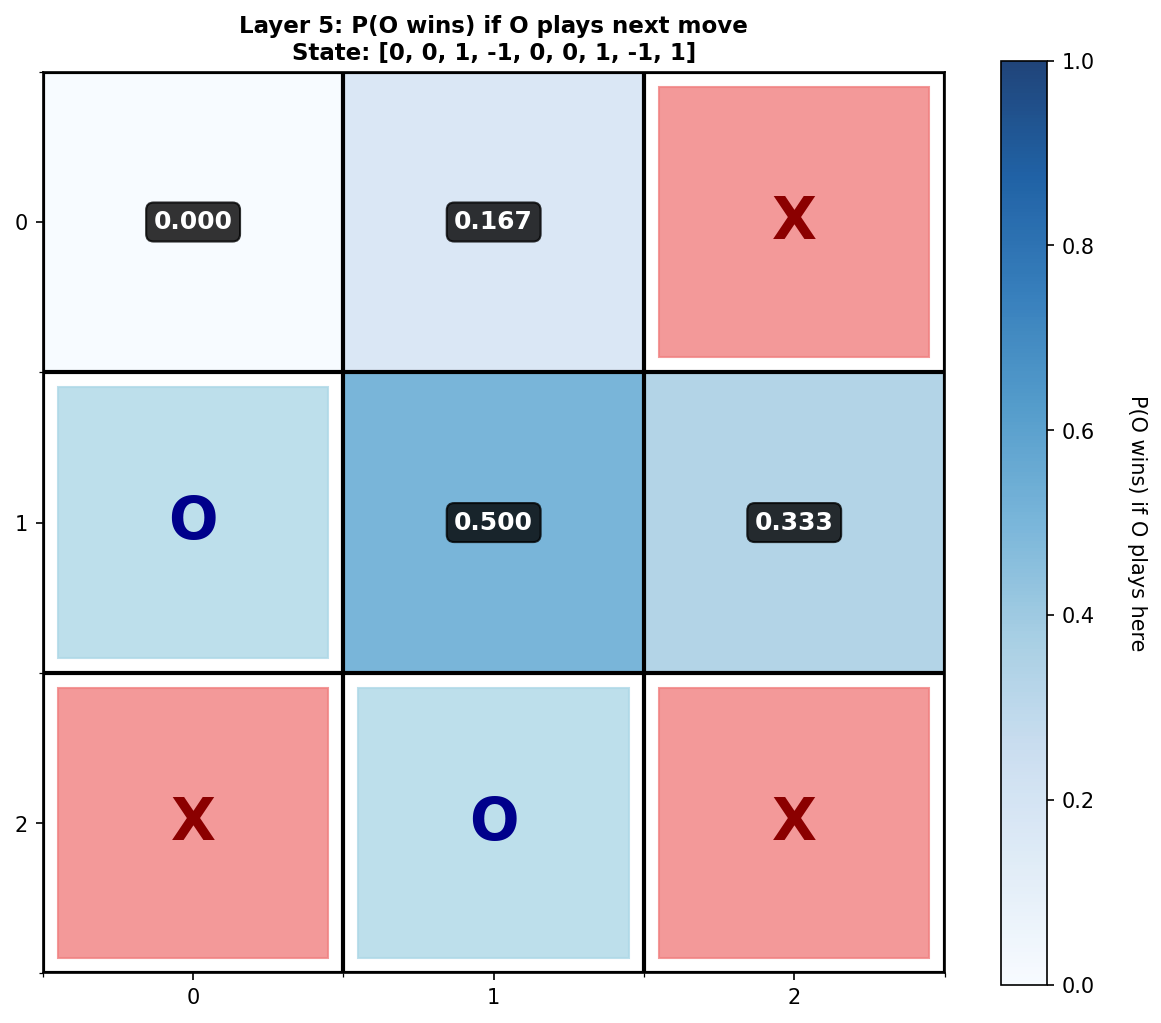 Layer 5: P(O wins) if O plays next move
State: [0, 0, 1, -1, 0, 0, 1, -1, 1]
0
0.000
0.167
X
1
O
0.500
0.333
2
X
O
X
0
1
2
1.0
0.8
0.6
0.4
0.2
0.0
P(O wins) if O plays here